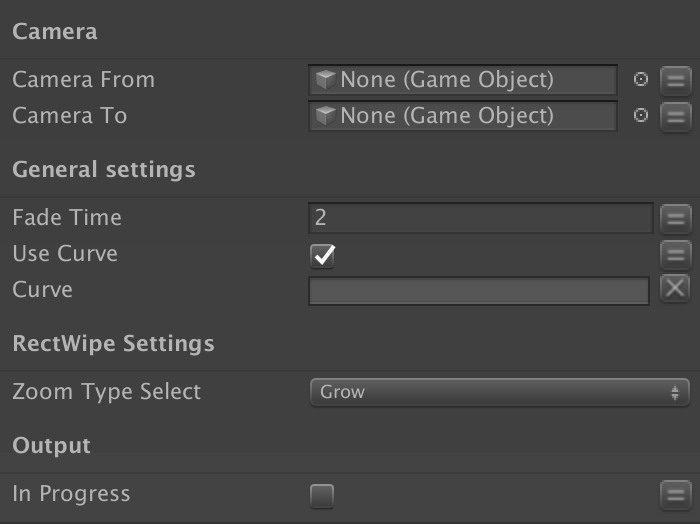 Camera
Camera From None (Game Object)
Camera To None (Game Object)
General settings
Fade Time 2
Use Curve
Curve
RectWipe Settings
Zoom Type Select Grow
Output
In Progress